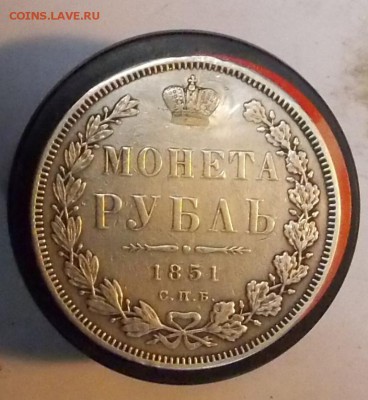 COINS.LAVE.RU
МОНЕТА
РУБЛЬ
1851
С.П.Б.